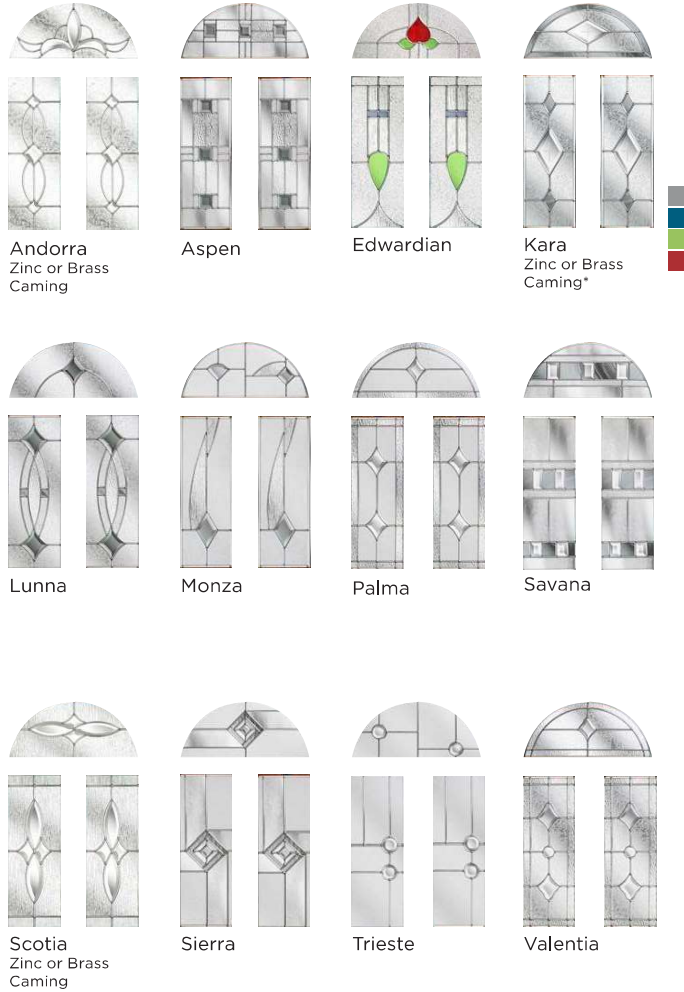 Andorra
Zinc or Brass
Caming
Aspen
Edwardian
Kara
Zinc or Brass
Caming*
Lunna
Monza
Palma
Savana
Scotia
Zinc or Brass
Caming
Sierra
Trieste
Valentia